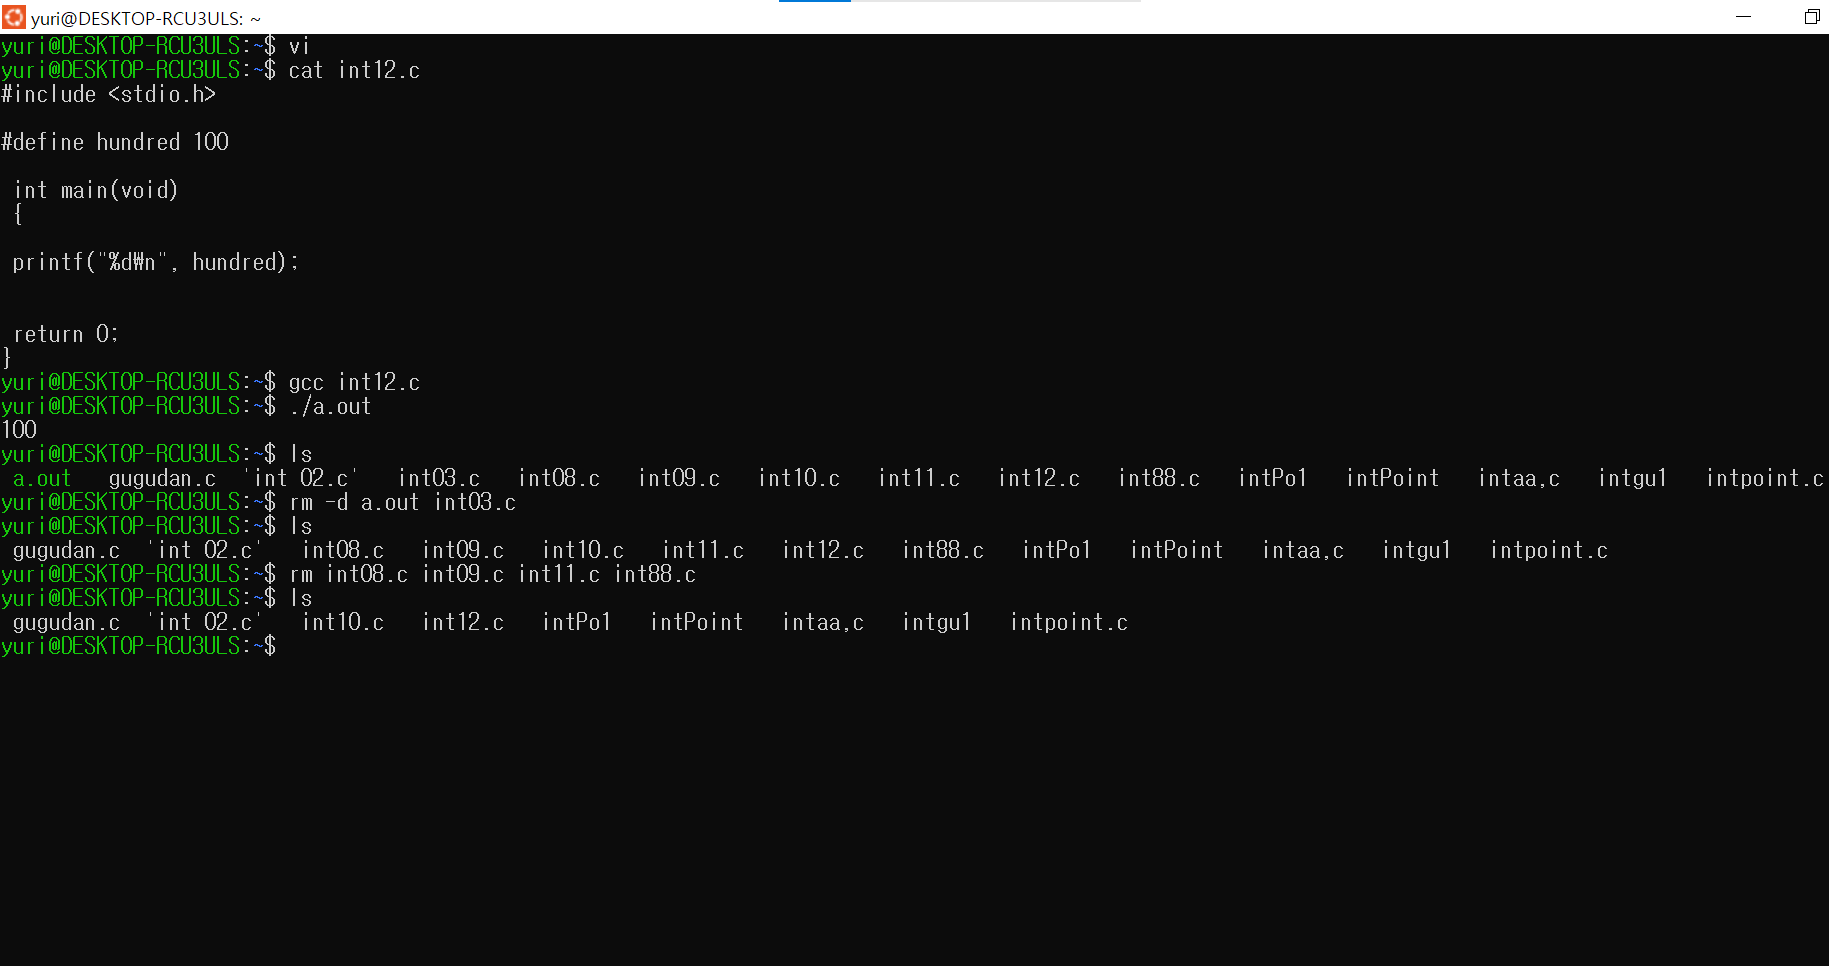 yuri@DESKTOP-RCU3ULS: ~
yuri@DESKTOP-RCU3ULS:~$ vi
yuri@DESKTOP-RCU3ULS:~$ cat int12.c
#include <stdio.h>
#define hundred 100
int main(void)
{
printf("%d₩n", hundred);
return 0;
}
yuri@DESKTOP-RCU3ULS:~$ gcc int12.c
yuri@DESKTOP-RCU3ULS:~$ ./a.out
100
yuri@DESKTOP-RCU3ULS:~$ ls
a.out   gugudan.c  'int 02.c'   int03.c   int08.c   int09.c   int10.c   int11.c   int12.c   int88.c   intPo1   intPoint   intaa,c   intgu1   intpoint.c
yuri@DESKTOP-RCU3ULS:~$ rm -d a.out int03.c
yuri@DESKTOP-RCU3ULS:~$ ls
gugudan.c  'int 02.c'   int08.c   int09.c   int10.c   int11.c   int12.c   int88.c   intPo1   intPoint   intaa,c   intgu1   intpoint.c
yuri@DESKTOP-RCU3ULS:~$ rm int08.c int09.c int11.c int88.c
yuri@DESKTOP-RCU3ULS:~$ ls
gugudan.c  'int 02.c'   int10.c   int12.c   intPo1   intPoint   intaa,c   intgu1   intpoint.c
yuri@DESKTOP-RCU3ULS:~$